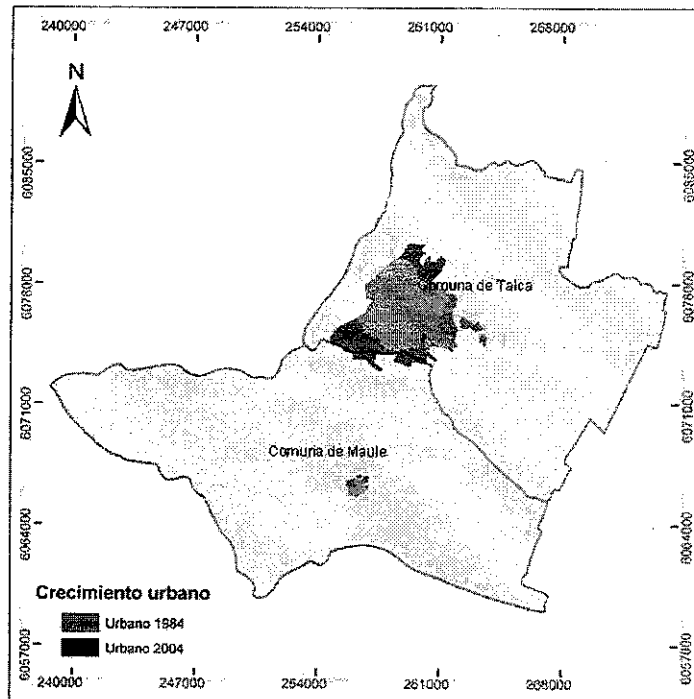 240000 247000 254000 261000 268000
N
6085000 6085000
6078000 6078000
Comuna de Talca
6071000 6071000
Comuna de Maule
6064000 6064000
Crecimiento urbano
Urbano 1984
Urbano 2004
6057000 6057000
240000 247000 254000 261000 268000